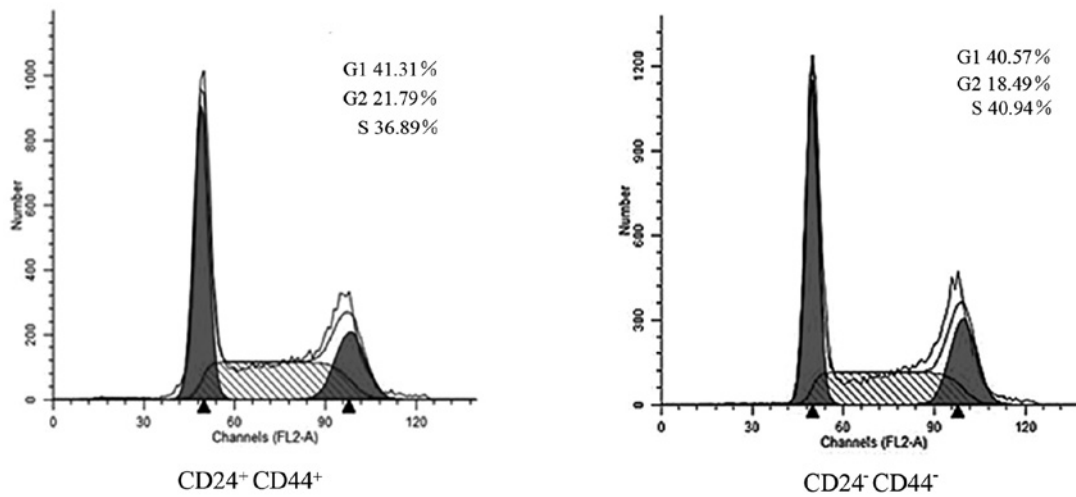 G1 41.31%
G2 21.79%
S 36.89%
Number
1000
800
600
400
200
0
0 30 60 90 120
Channels (FL2-A)
CD24⁺ CD44⁺
G1 40.57%
G2 18.49%
S 40.94%
Number
1200
900
600
300
0
0 30 60 90 120
Channels (FL2-A)
CD24⁻ CD44⁻